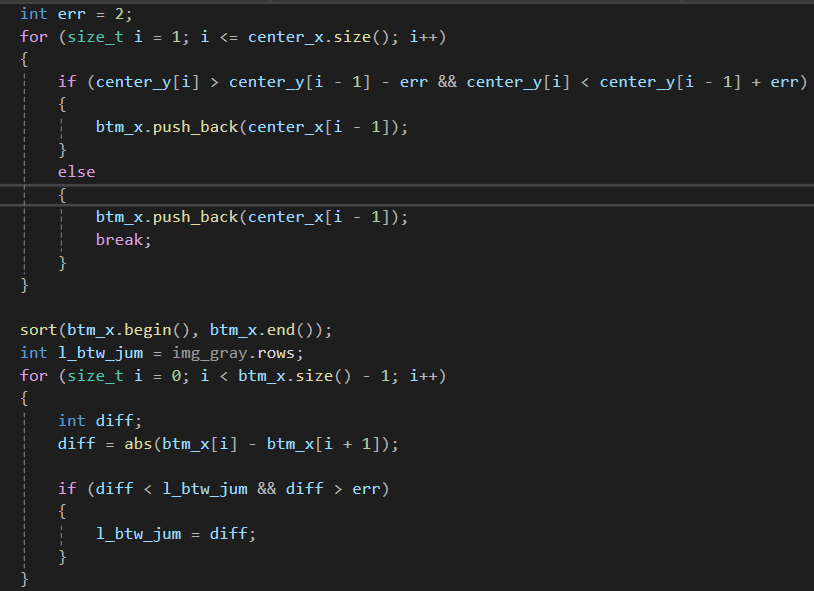 int err = 2;
for (size_t i = 1; i <= center_x.size(); i++)
{
if (center_y[i] > center_y[i - 1] - err && center_y[i] < center_y[i - 1] + err)
{
btm_x.push_back(center_x[i - 1]);
}
else
{
btm_x.push_back(center_x[i - 1]);
break;
}
}
sort(btm_x.begin(), btm_x.end());
int l_btw_jum = img_gray.rows;
for (size_t i = 0; i < btm_x.size() - 1; i++)
{
int diff;
diff = abs(btm_x[i] - btm_x[i + 1]);
if (diff < l_btw_jum && diff > err)
{
l_btw_jum = diff;
}
}